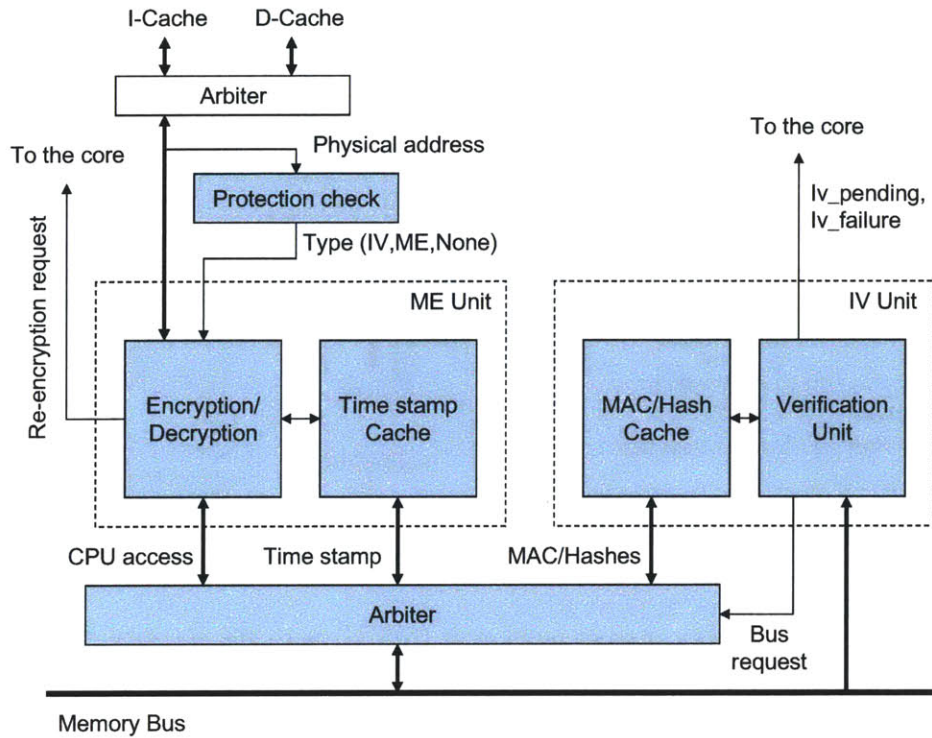 I-Cache
D-Cache
Arbiter
To the core
Physical address
To the core
Protection check
Iv_pending,
Iv_failure
Type (IV,ME,None)
Re-encryption request
ME Unit
IV Unit
Encryption/
Decryption
Time stamp
Cache
MAC/Hash
Cache
Verification
Unit
CPU access
Time stamp
MAC/Hashes
Arbiter
Bus
request
Memory Bus